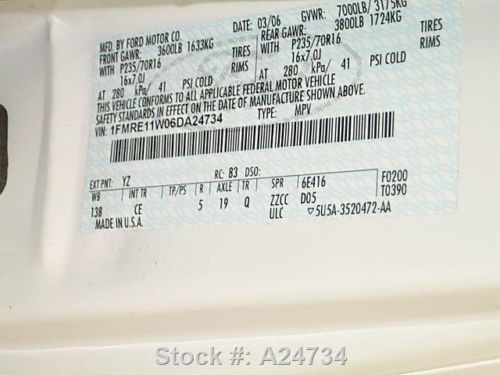 MFD. BY FORD MOTOR CO. DATE: 03/06 GVWR: 7000LB/ 3175KG
FRONT GAWR: 3600LB 1633KG REAR GAWR: 3800LB 1724KG
WITH P235/70R16 TIRES WITH P235/70R16 TIRES
16x7.0J RIMS 16x7.0J RIMS
AT 280 kPa/ 41 PSI COLD AT 280 kPa/ 41 PSI COLD
THIS VEHICLE CONFORMS TO ALL APPLICABLE FEDERAL MOTOR VEHICLE
SAFETY STANDARDS IN EFFECT ON THE DATE OF MANUFACTURE SHOWN ABOVE.
VIN: 1FMRE11W06DA24734 TYPE: MPV
EXT PNT: YZ RC: 83 DSO:
WB INT TR TP/PS R AXLE TR SPR 6E416 F0200
138 CE 5 19 Q ZZCC D05 T0390
MADE IN U.S.A. ULC 5U5A-3520472-AA
Stock #: A24734